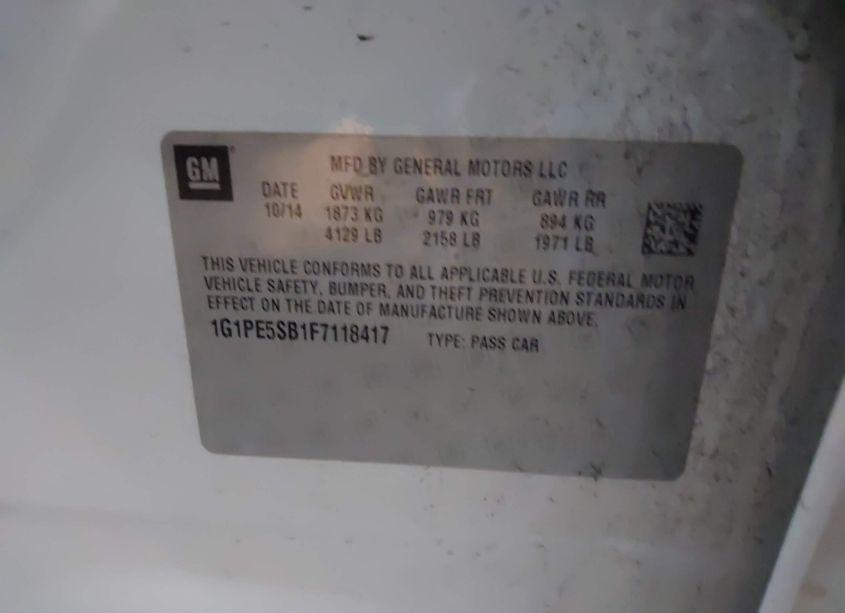 GM
MFD BY GENERAL MOTORS LLC
DATE GVWR GAWR FRT GAWR RR
10/14 1873 KG 979 KG 894 KG
4129 LB 2158 LB 1971 LB
THIS VEHICLE CONFORMS TO ALL APPLICABLE U.S. FEDERAL MOTOR
VEHICLE SAFETY, BUMPER, AND THEFT PREVENTION STANDARDS IN
EFFECT ON THE DATE OF MANUFACTURE SHOWN ABOVE.
1G1PE5SB1F7118417 TYPE: PASS CAR